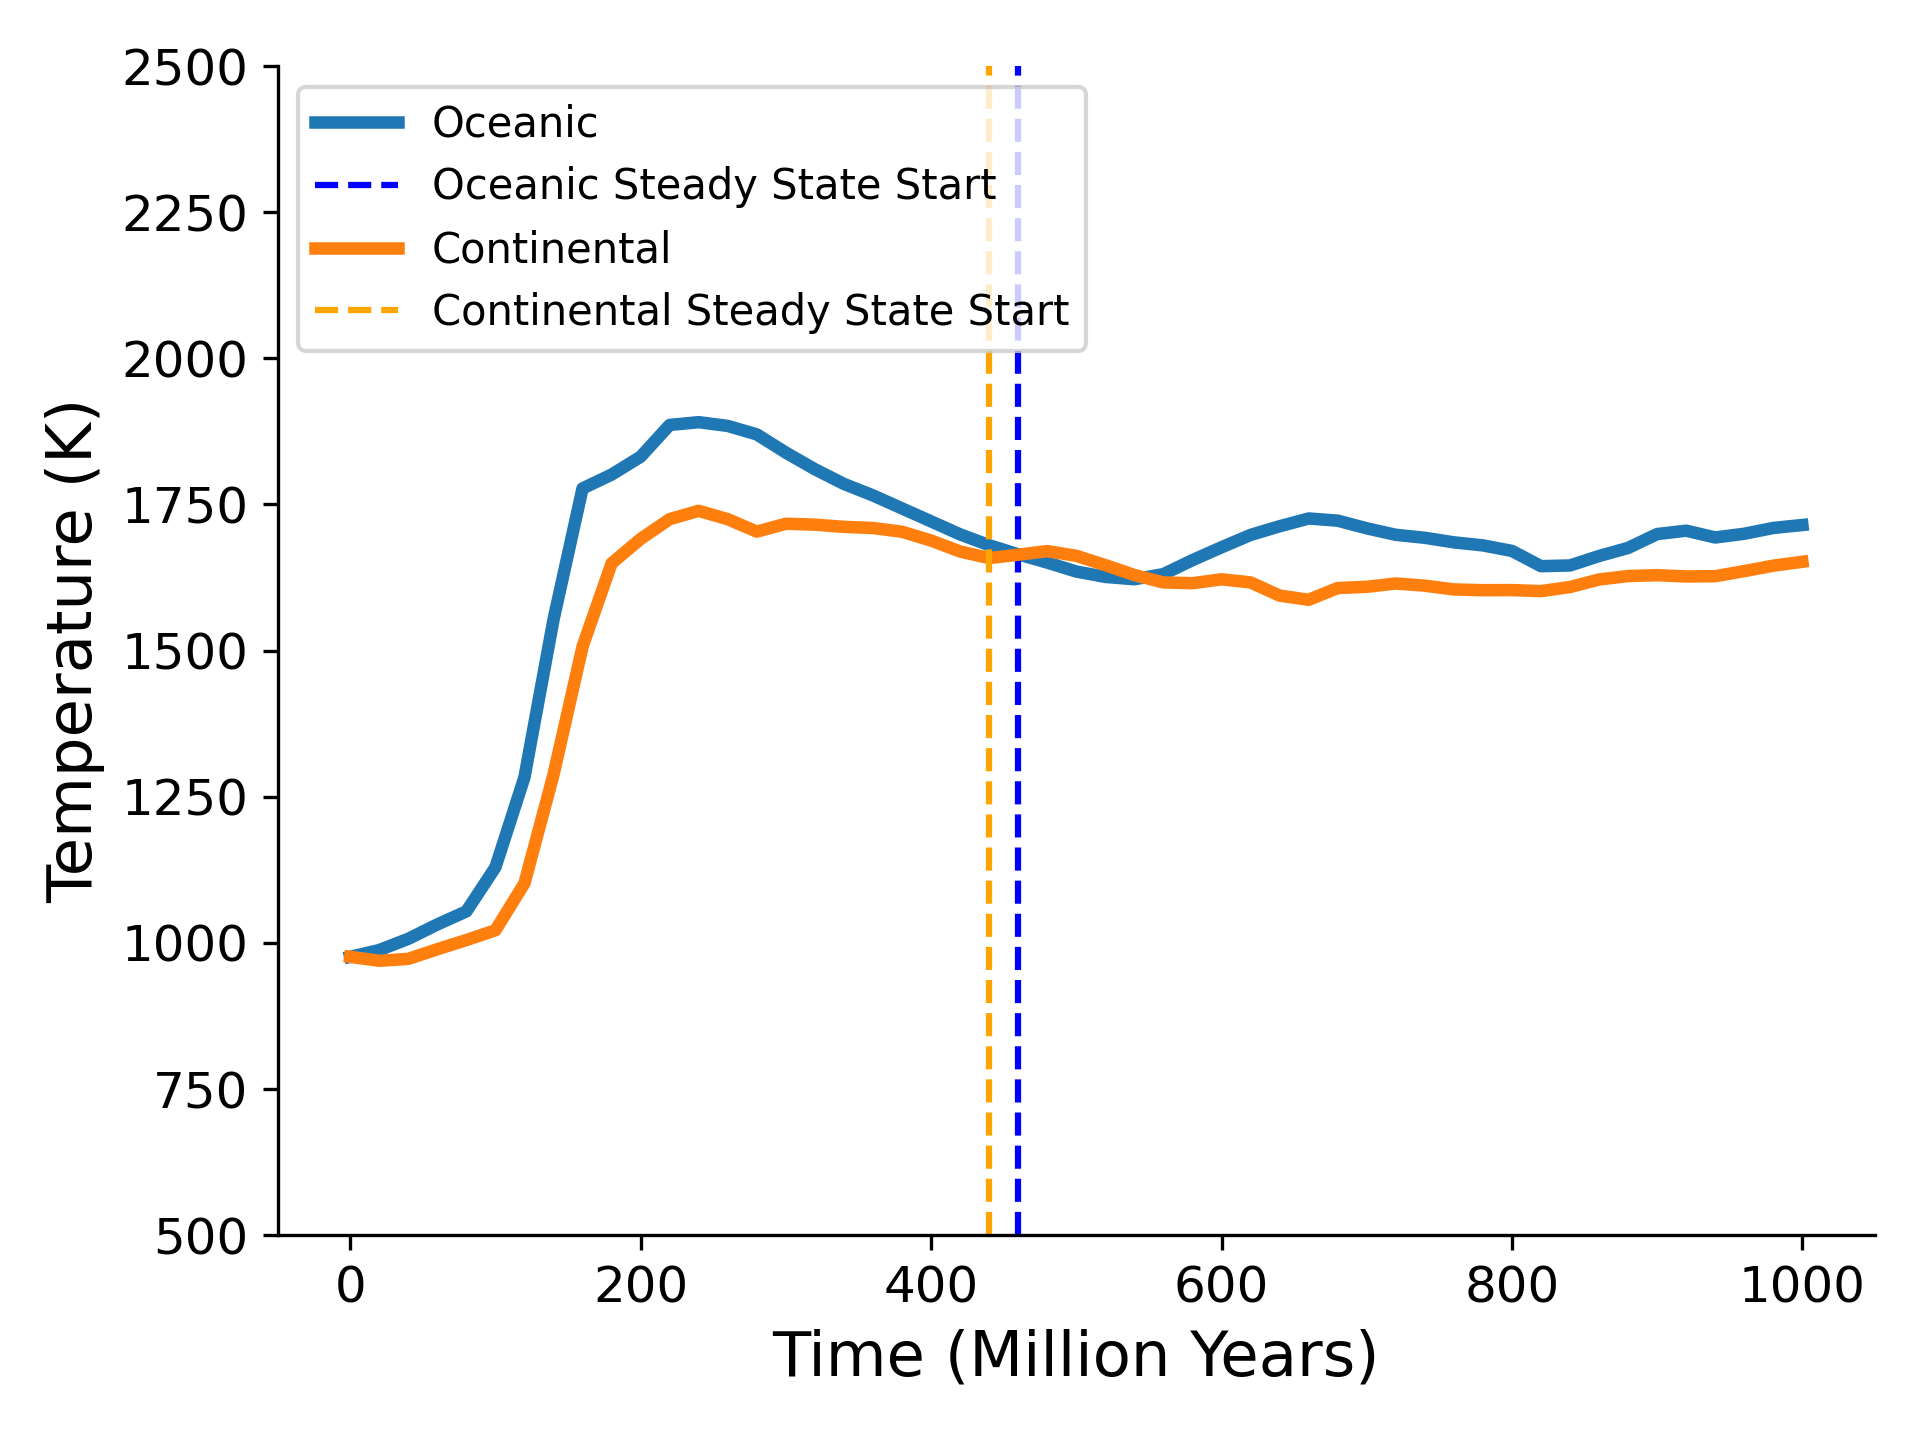 2500
2250
2000
1750
1500
1250
1000
750
500
Temperature (K)
Oceanic
Oceanic Steady State Start
Continental
Continental Steady State Start
0 200 400 600 800 1000
Time (Million Years)